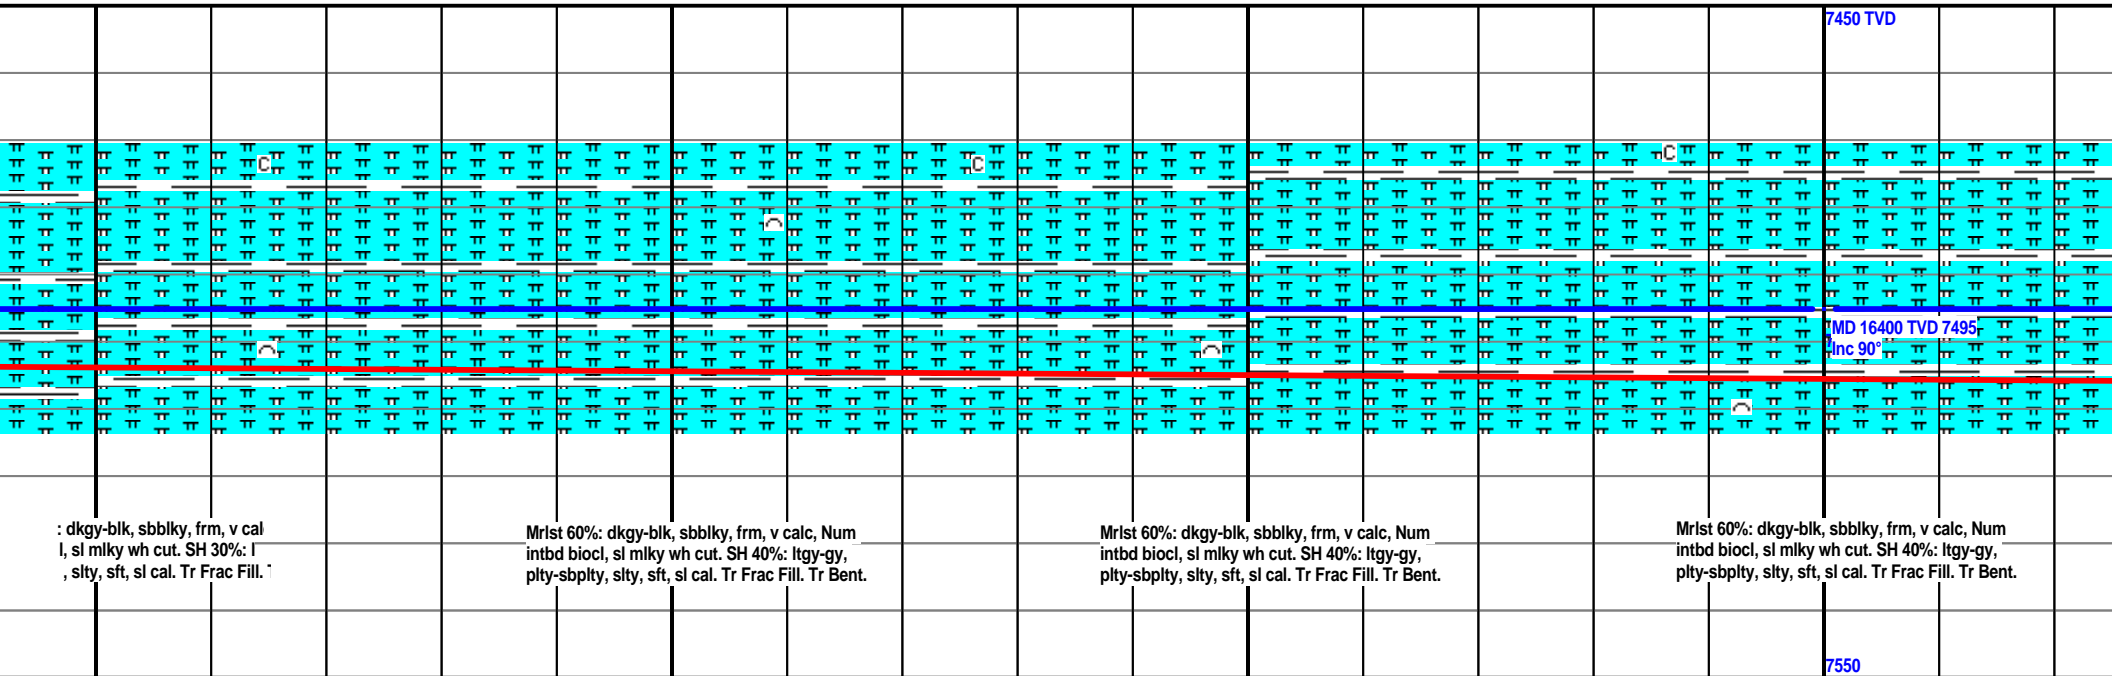 7450 TVD
C
C
C
MD 16400 TVD 7495
Inc 90°
: dkgy-blk, sbblky, frm, v cal
l, sl mlky wh cut. SH 30%: l
, slty, sft, sl cal. Tr Frac Fill. T
Mrlst 60%: dkgy-blk, sbblky, frm, v calc, Num
intbd biocl, sl mlky wh cut. SH 40%: ltgy-gy,
plty-sbplty, slty, sft, sl cal. Tr Frac Fill. Tr Bent.
Mrlst 60%: dkgy-blk, sbblky, frm, v calc, Num
intbd biocl, sl mlky wh cut. SH 40%: ltgy-gy,
plty-sbplty, slty, sft, sl cal. Tr Frac Fill. Tr Bent.
Mrlst 60%: dkgy-blk, sbblky, frm, v calc, Num
intbd biocl, sl mlky wh cut. SH 40%: ltgy-gy,
plty-sbplty, slty, sft, sl cal. Tr Frac Fill. Tr Bent.
7550